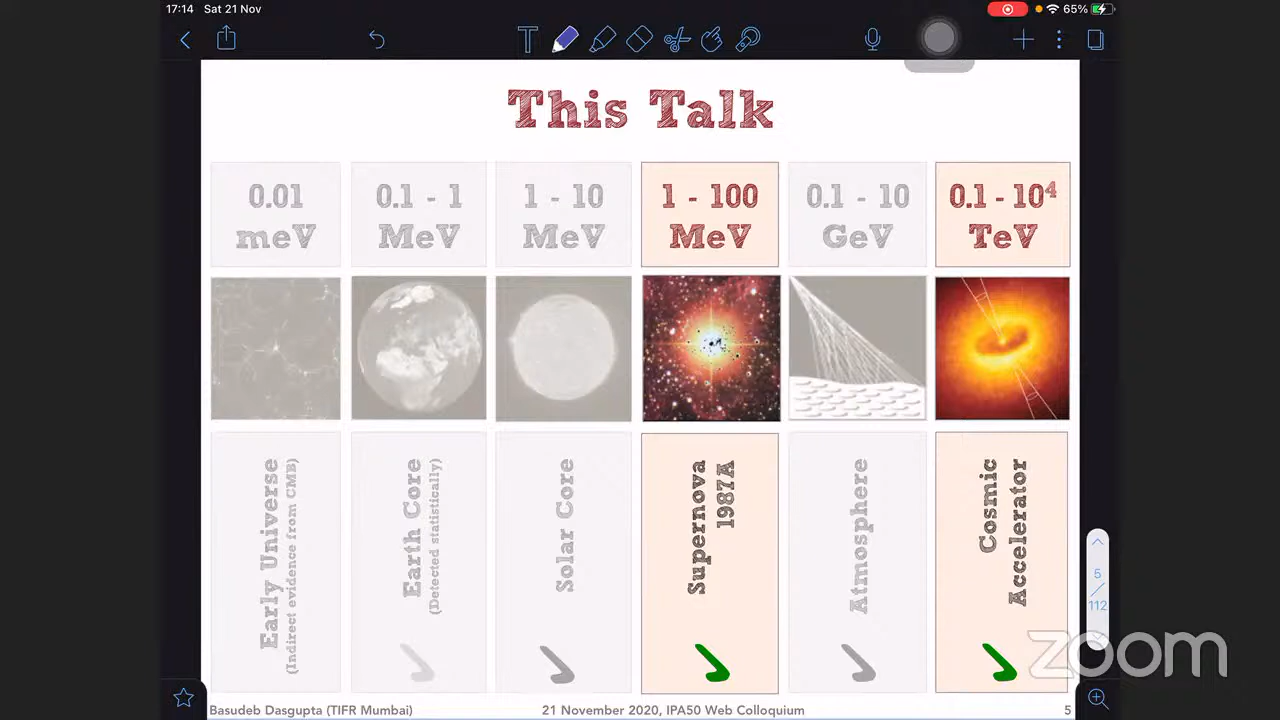 17:14 Sat 21 Nov
65%
This Talk
0.01 meV
0.1 - 1 MeV
1 - 10 MeV
1 - 100 MeV
0.1 - 10 GeV
0.1 - 10⁴ TeV
Early Universe
(Indirect evidence from CMB)
Earth Core
(Detected statistically)
Solar Core
Supernova
1987A
Atmosphere
Cosmic
Accelerator
5
/
112
zoom
Basudeb Dasgupta (TIFR Mumbai)
21 November 2020, IPA50 Web Colloquium
5